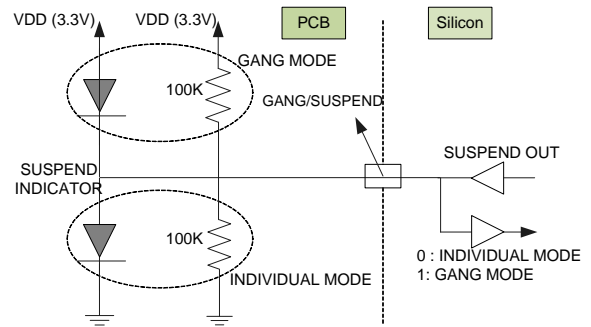 VDD (3.3V)
VDD (3.3V)
PCB
Silicon
GANG MODE
100K
GANG/SUSPEND
SUSPEND OUT
SUSPEND
INDICATOR
100K
0 : INDIVIDUAL MODE
1: GANG MODE
INDIVIDUAL MODE